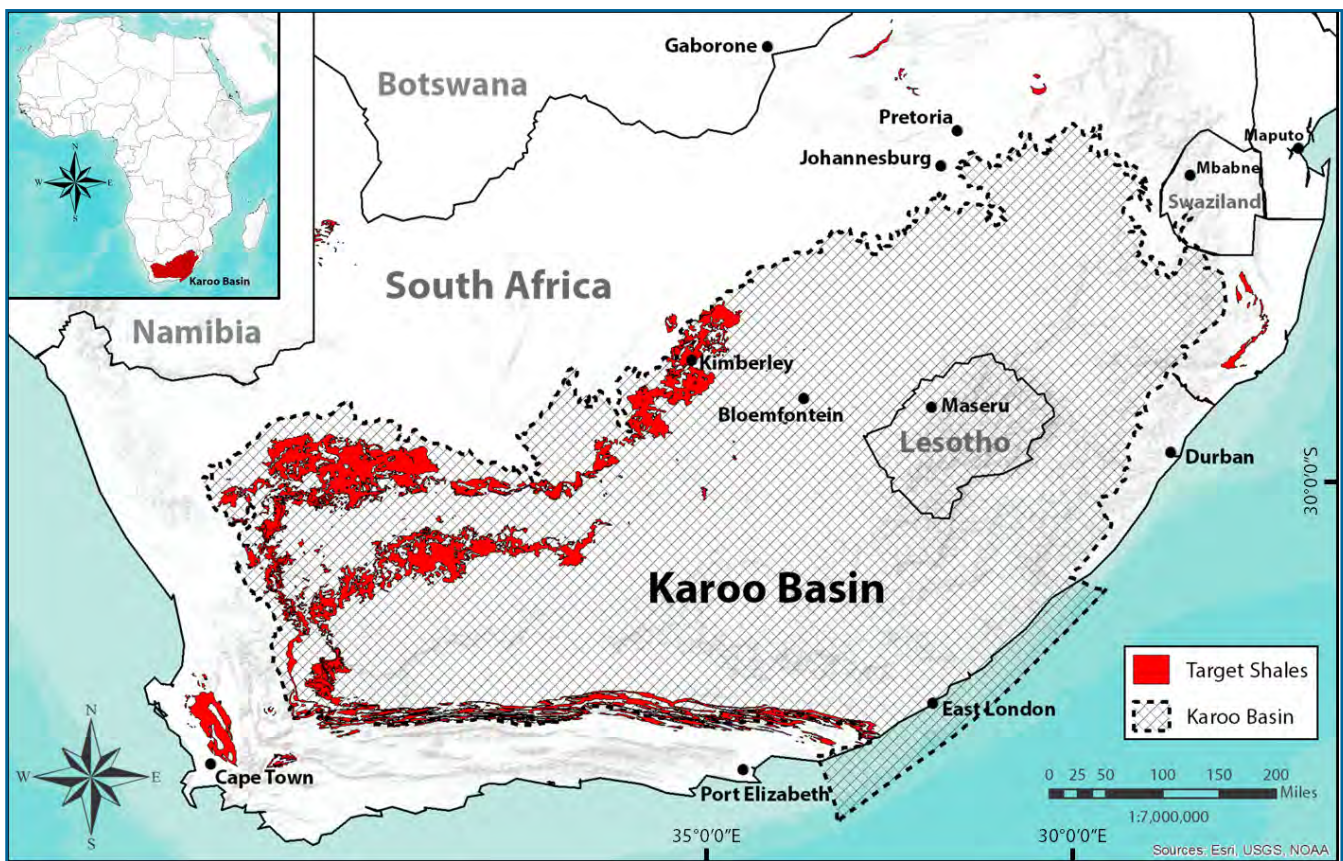 N
W
E
S
Karoo Basin
Gaborone
Botswana
Pretoria
Johannesburg
Maputo
Mbabne
Swaziland
South Africa
Namibia
Kimberley
Bloemfontein
Maseru
Lesotho
Durban
30°0'0"S
Karoo Basin
Target Shales
Karoo Basin
East London
N
W
E
S
Cape Town
Port Elizabeth
0 25 50 100 150 200
Miles
1:7,000,000
35°0'0"E
30°0'0"E
Sources: Esri, USGS, NOAA